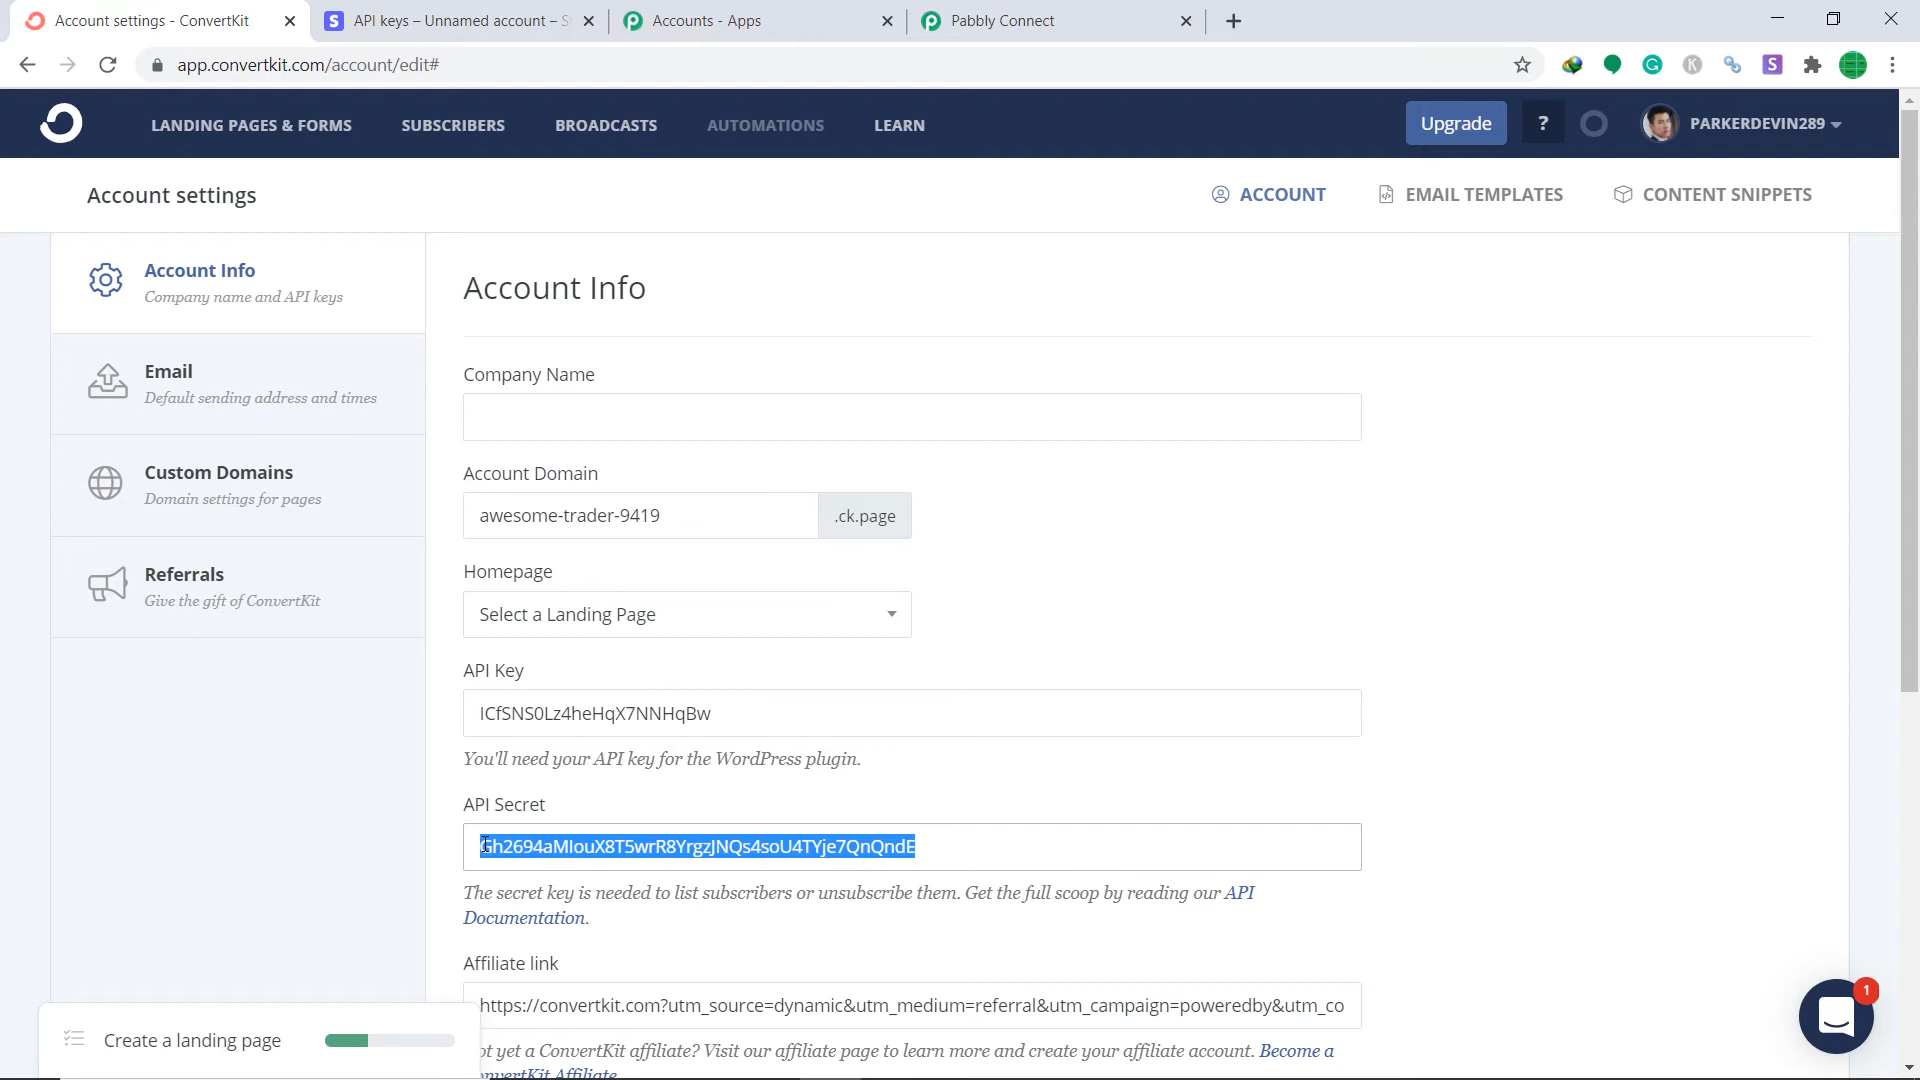 Account settings - ConvertKit
API keys – Unnamed account – S
Accounts - Apps
Pabbly Connect
app.convertkit.com/account/edit#
LANDING PAGES & FORMS
SUBSCRIBERS
BROADCASTS
AUTOMATIONS
LEARN
Upgrade
?
PARKERDEVIN289
Account settings
ACCOUNT
EMAIL TEMPLATES
CONTENT SNIPPETS
Account Info
Company name and API keys
Email
Default sending address and times
Custom Domains
Domain settings for pages
Referrals
Give the gift of ConvertKit
Account Info
Company Name
Account Domain
awesome-trader-9419
.ck.page
Homepage
Select a Landing Page
API Key
ICfSNS0Lz4heHqX7NNHqBw
You'll need your API key for the WordPress plugin.
API Secret
Gh2694aMIouX8T5wrR8YrgzJNQs4soU4TYje7QnQndE
The secret key is needed to list subscribers or unsubscribe them. Get the full scoop by reading our API
Documentation.
Affiliate link
https://convertkit.com?utm_source=dynamic&utm_medium=referral&utm_campaign=poweredby&utm_co
ot yet a ConvertKit affiliate? Visit our affiliate page to learn more and create your affiliate account. Become a
nvertKit Affiliate
Create a landing page
1